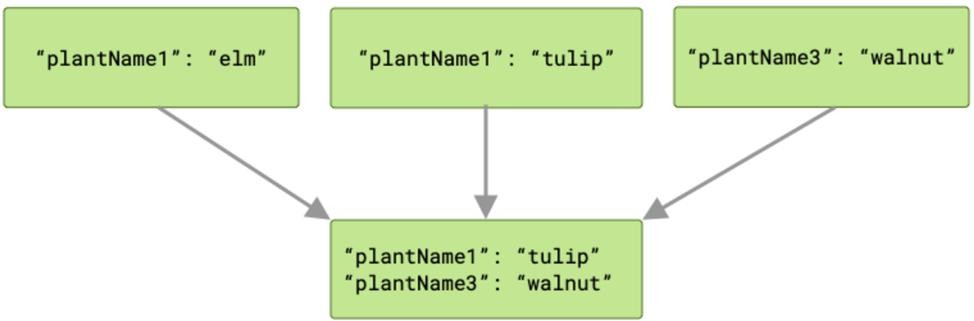 “plantName1”: “elm”
“plantName1”: “tulip”
“plantName3”: “walnut”
“plantName1”: “tulip”
“plantName3”: “walnut”